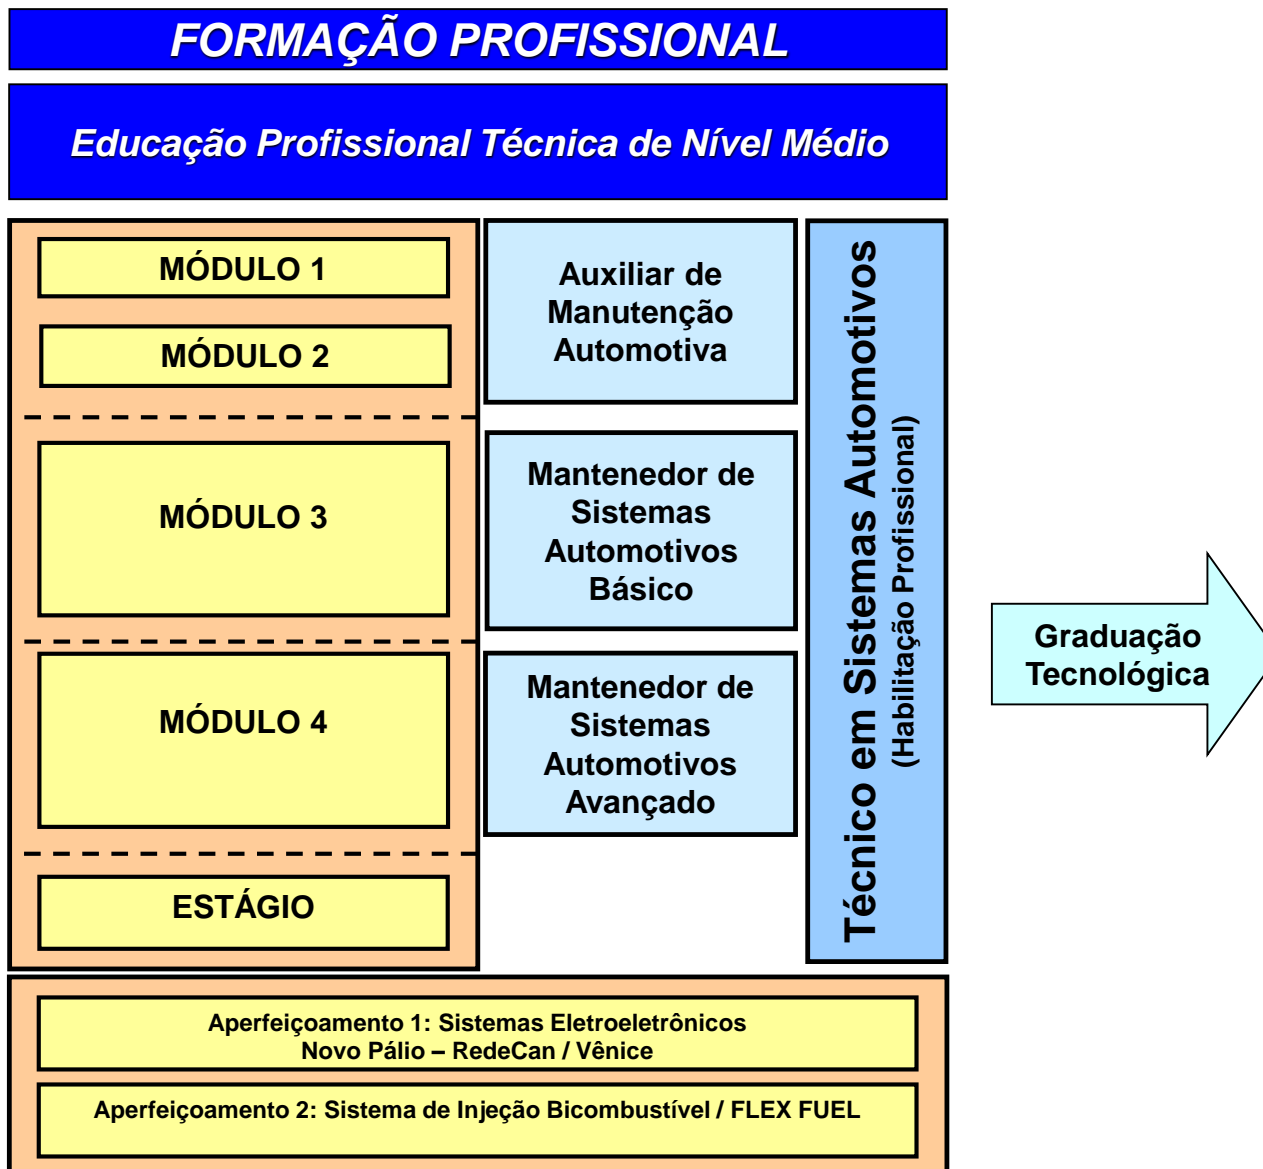 FORMAÇÃO PROFISSIONAL
Educação Profissional Técnica de Nível Médio
MÓDULO 1
MÓDULO 2
MÓDULO 3
MÓDULO 4
ESTÁGIO
Auxiliar de
Manutenção
Automotiva
Mantenedor de
Sistemas
Automotivos
Básico
Mantenedor de
Sistemas
Automotivos
Avançado
Técnico em Sistemas Automotivos
(Habilitação Profissional)
Graduação
Tecnológica
Aperfeiçoamento 1: Sistemas Eletroeletrônicos
Novo Pálio – RedeCan / Vênice
Aperfeiçoamento 2: Sistema de Injeção Bicombustível / FLEX FUEL